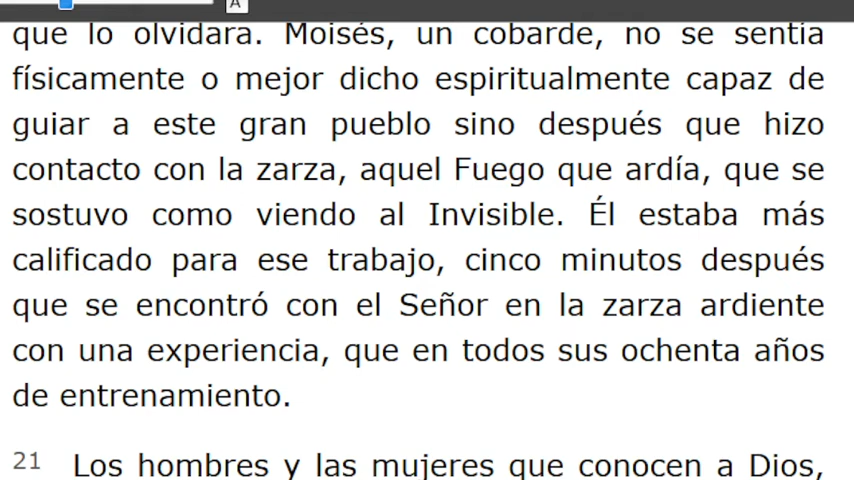 A
que lo olvidara. Moisés, un cobarde, no se sentía
físicamente o mejor dicho espiritualmente capaz de
guiar a este gran pueblo sino después que hizo
contacto con la zarza, aquel Fuego que ardía, que se
sostuvo como viendo al Invisible. Él estaba más
calificado para ese trabajo, cinco minutos después
que se encontró con el Señor en la zarza ardiente
con una experiencia, que en todos sus ochenta años
de entrenamiento.
21 Los hombres y las mujeres que conocen a Dios,